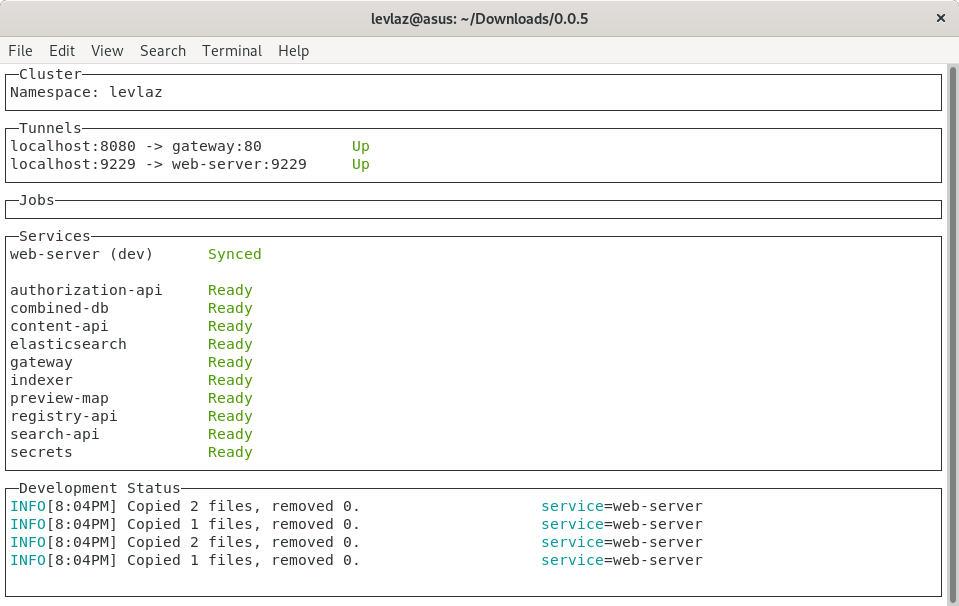 levlaz@asus: ~/Downloads/0.0.5 ×
File Edit View Search Terminal Help
Cluster
Namespace: levlaz
Tunnels
localhost:8080 -> gateway:80 Up
localhost:9229 -> web-server:9229 Up
Jobs
Services
web-server (dev) Synced
authorization-api Ready
combined-db Ready
content-api Ready
elasticsearch Ready
gateway Ready
indexer Ready
preview-map Ready
registry-api Ready
search-api Ready
secrets Ready
Development Status
INFO[8:04PM] Copied 2 files, removed 0. service=web-server
INFO[8:04PM] Copied 1 files, removed 0. service=web-server
INFO[8:04PM] Copied 2 files, removed 0. service=web-server
INFO[8:04PM] Copied 1 files, removed 0. service=web-server